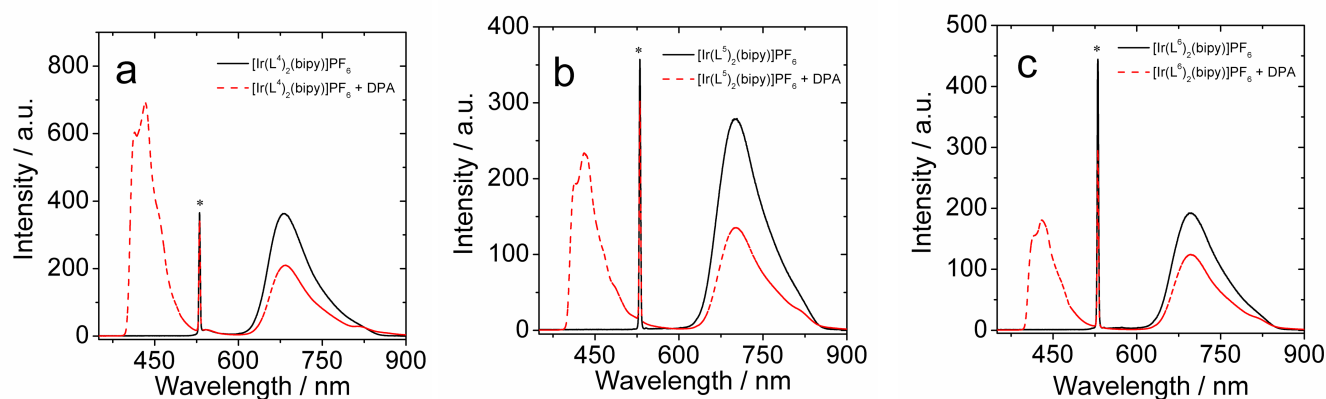 a
[Ir(L⁴)₂(bipy)]PF₆
[Ir(L⁴)₂(bipy)]PF₆ + DPA
*
800
600
400
200
0
Intensity / a.u.
450 600 750 900
Wavelength / nm
b
[Ir(L⁵)₂(bipy)]PF₆
[Ir(L⁵)₂(bipy)]PF₆ + DPA
*
400
300
200
100
0
Intensity / a.u.
450 600 750 900
Wavelength / nm
c
[Ir(L⁶)₂(bipy)]PF₆
[Ir(L⁶)₂(bipy)]PF₆ + DPA
*
500
400
300
200
100
0
Intensity / a.u.
450 600 750 900
Wavelength / nm